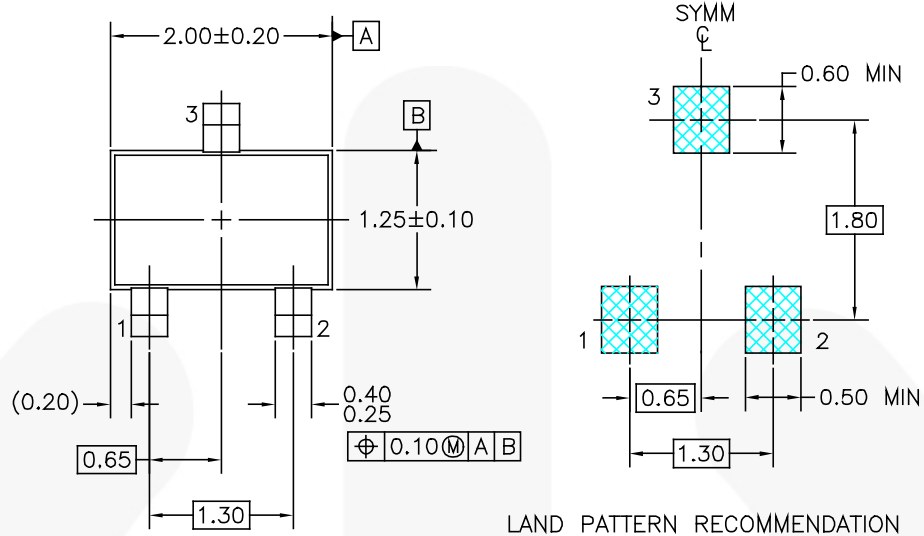 2.00±0.20
A
3
B
1.25±0.10
1
2
(0.20)
0.40
0.25
⌖ 0.10Ⓜ A B
0.65
1.30
SYMM
℄
0.60 MIN
3
1.80
1
2
0.65
0.50 MIN
1.30
LAND PATTERN RECOMMENDATION